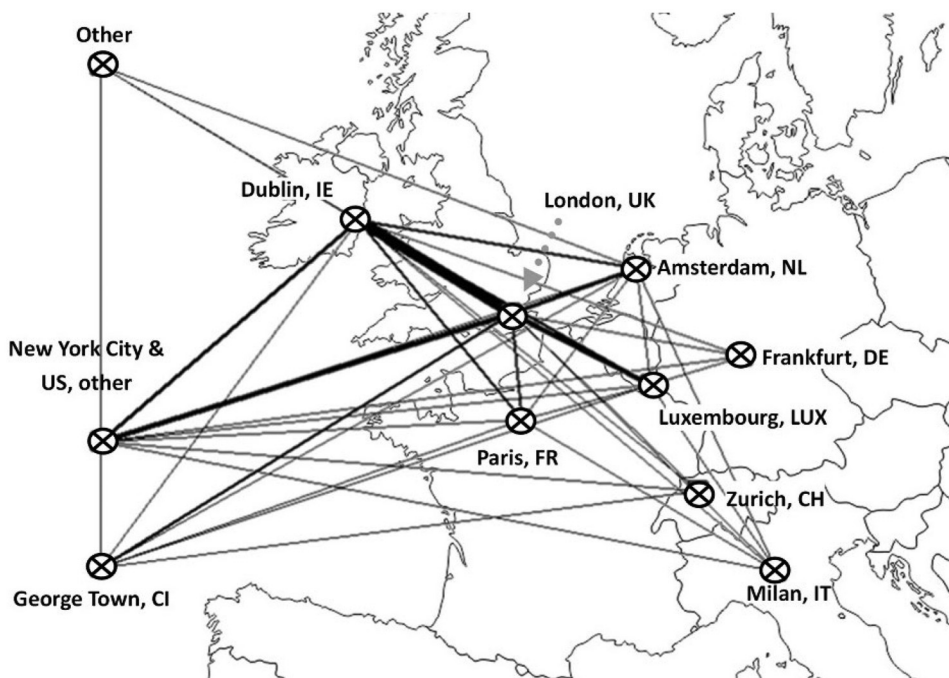 Other
Dublin, IE
London, UK
Amsterdam, NL
New York City &
US, other
Frankfurt, DE
Luxembourg, LUX
Paris, FR
Zurich, CH
George Town, CI
Milan, IT